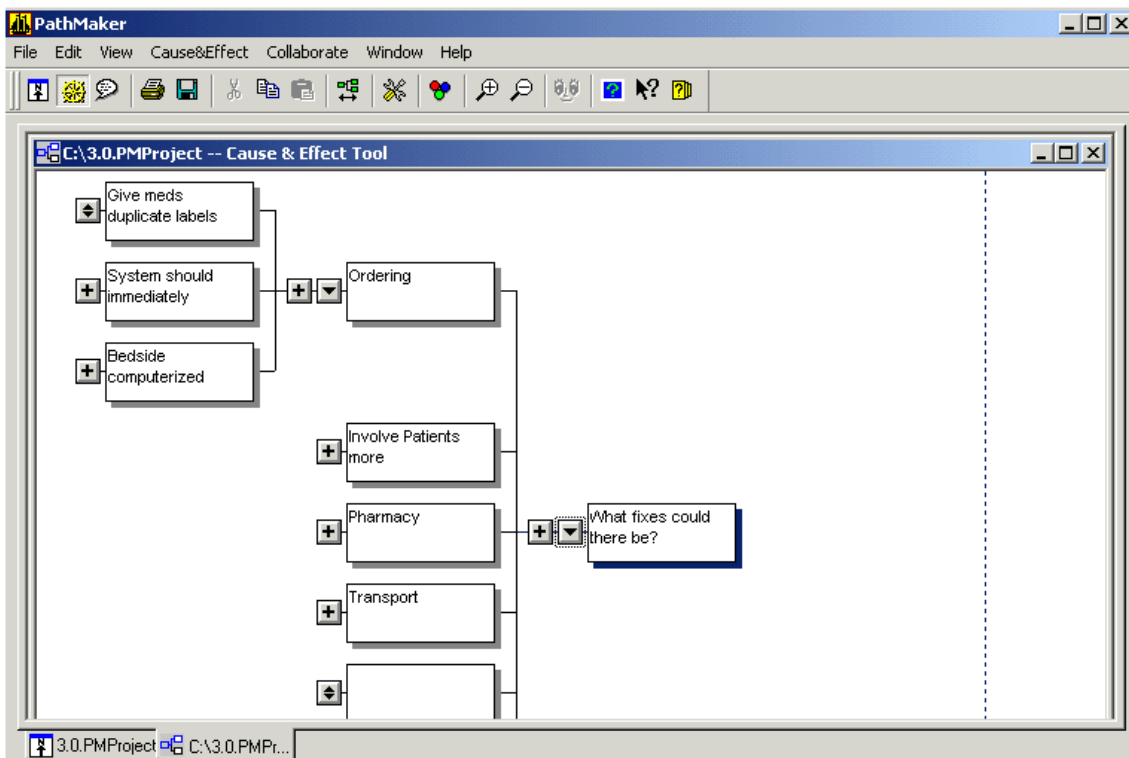 PathMaker
File Edit View Cause&Effect Collaborate Window Help
C:\3.0.PMProject -- Cause & Effect Tool
Give meds
duplicate labels
System should
immediately
Bedside
computerized
Ordering
Involve Patients
more
Pharmacy
Transport
What fixes could
there be?
3.0.PMProject
C:\3.0.PMPr...